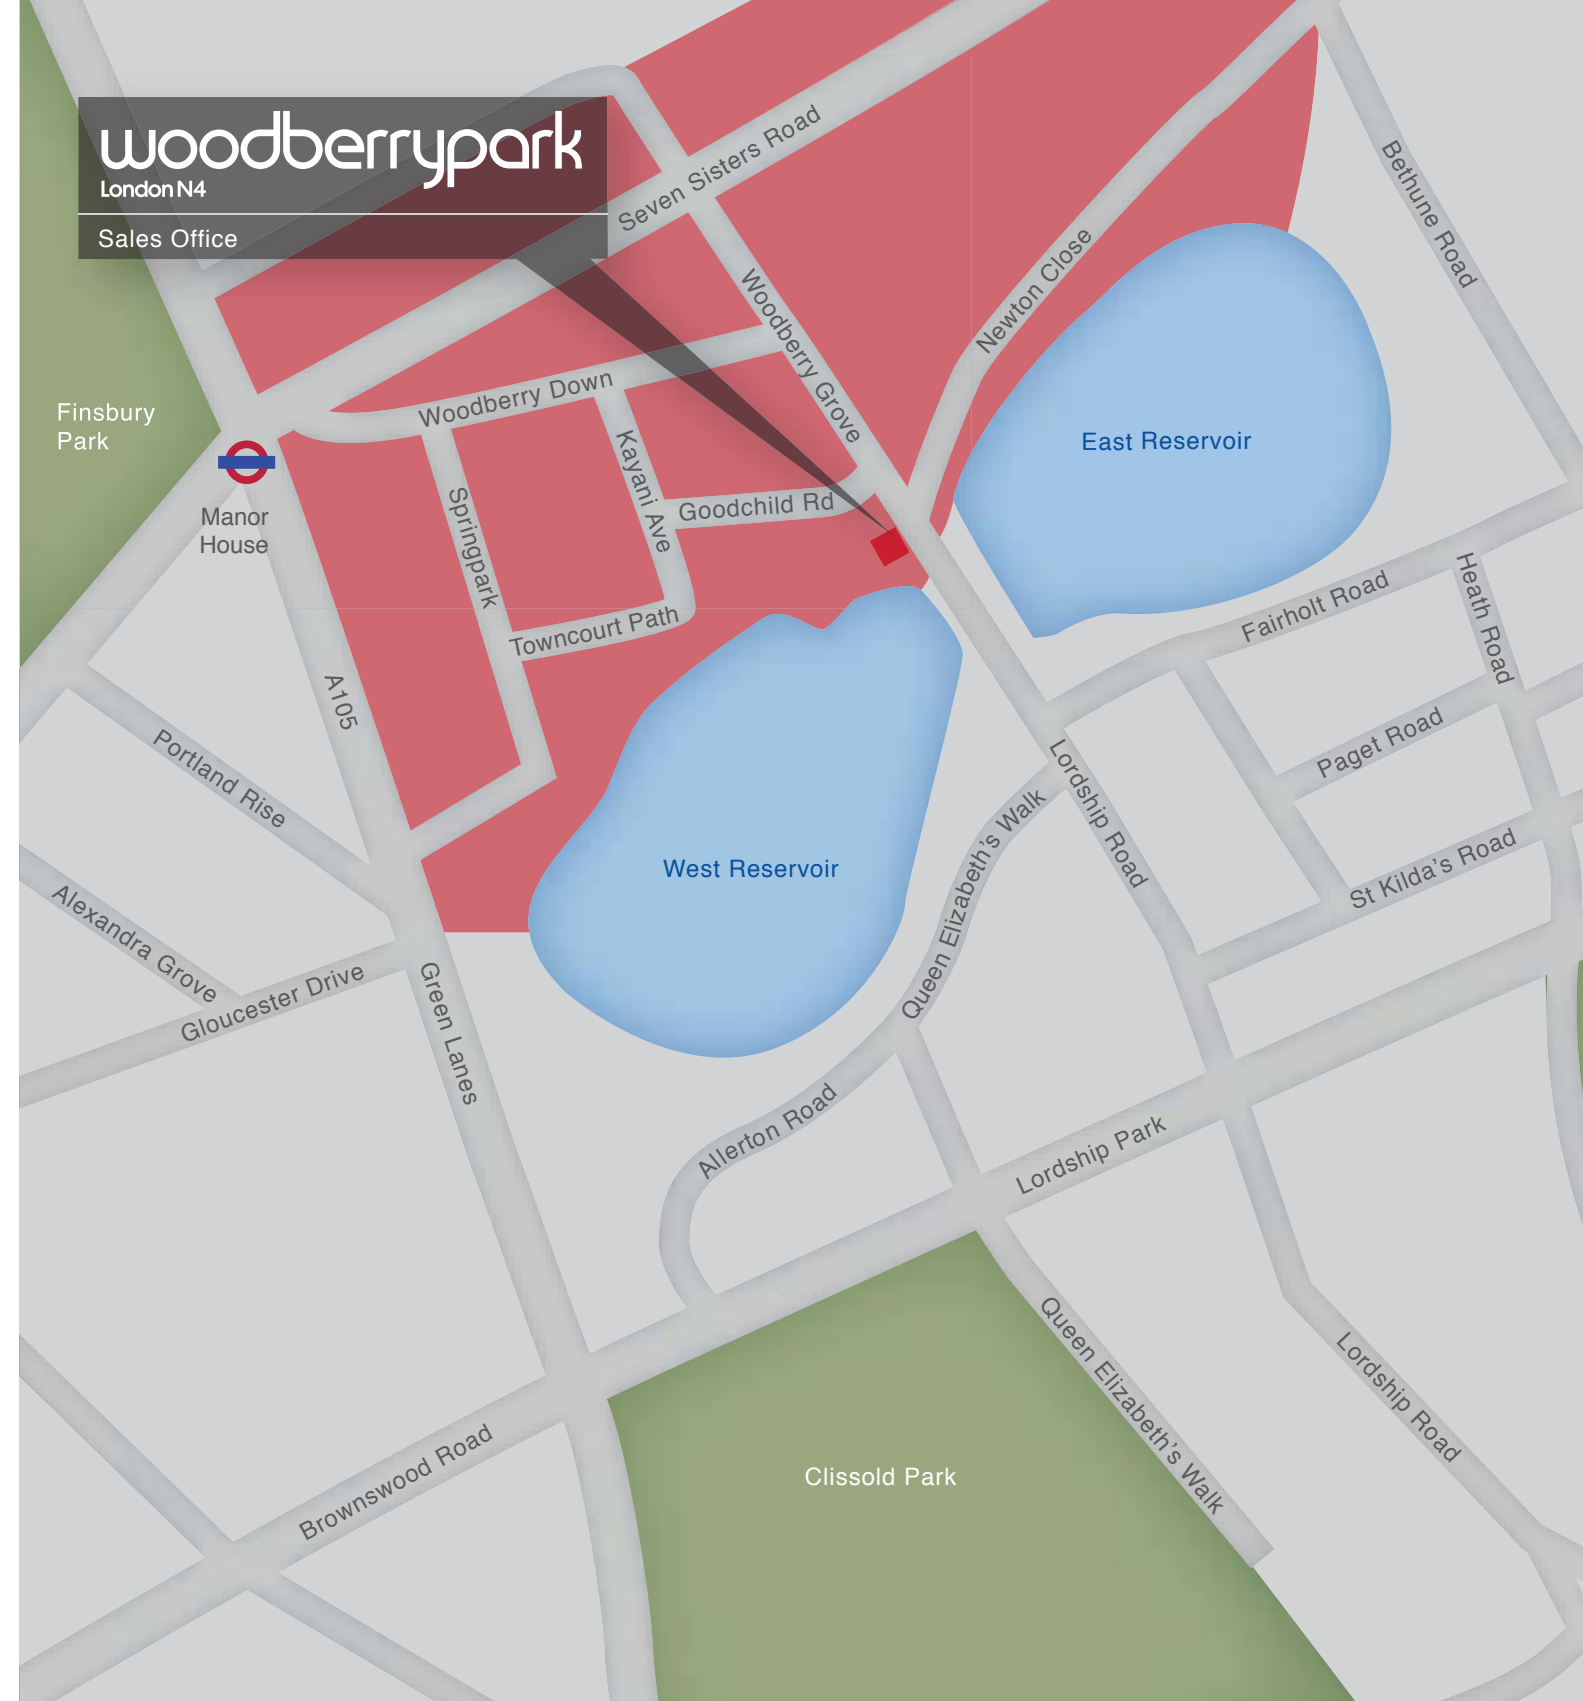 woodberrypark
London N4
Sales Office
Seven Sisters Road
Bethune Road
Newton Close
Woodberry Grove
Woodberry Down
Finsbury
Park
Kayani Ave
East Reservoir
Springpark
Goodchild Rd
Manor
House
Heath Road
Fairholt Road
Towncourt Path
A105
Portland Rise
Paget Road
Lordship Road
Queen Elizabeth's Walk
St Kilda's Road
West Reservoir
Alexandra Grove
Gloucester Drive
Green Lanes
Allerton Road
Lordship Park
Queen Elizabeth's Walk
Lordship Road
Brownswood Road
Clissold Park